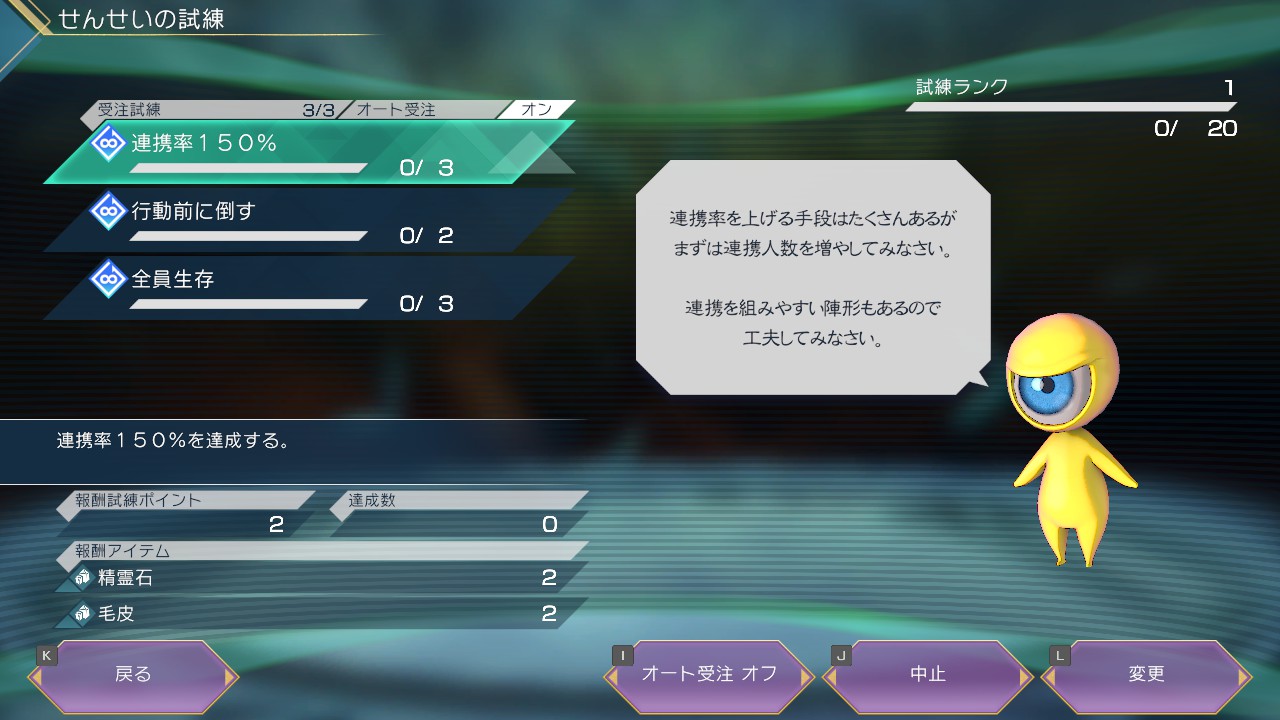 せんせいの試練
試練ランク 1
0/ 20
受注試練 3/3 オート受注 オン
連携率１５０％
0/ 3
行動前に倒す
0/ 2
全員生存
0/ 3
連携率を上げる手段はたくさんあるが
まずは連携人数を増やしてみなさい。
連携を組みやすい陣形もあるので
工夫してみなさい。
連携率１５０％を達成する。
報酬試練ポイント 達成数
2 0
報酬アイテム
精霊石 2
毛皮 2
K 戻る I オート受注 オフ J 中止 L 変更